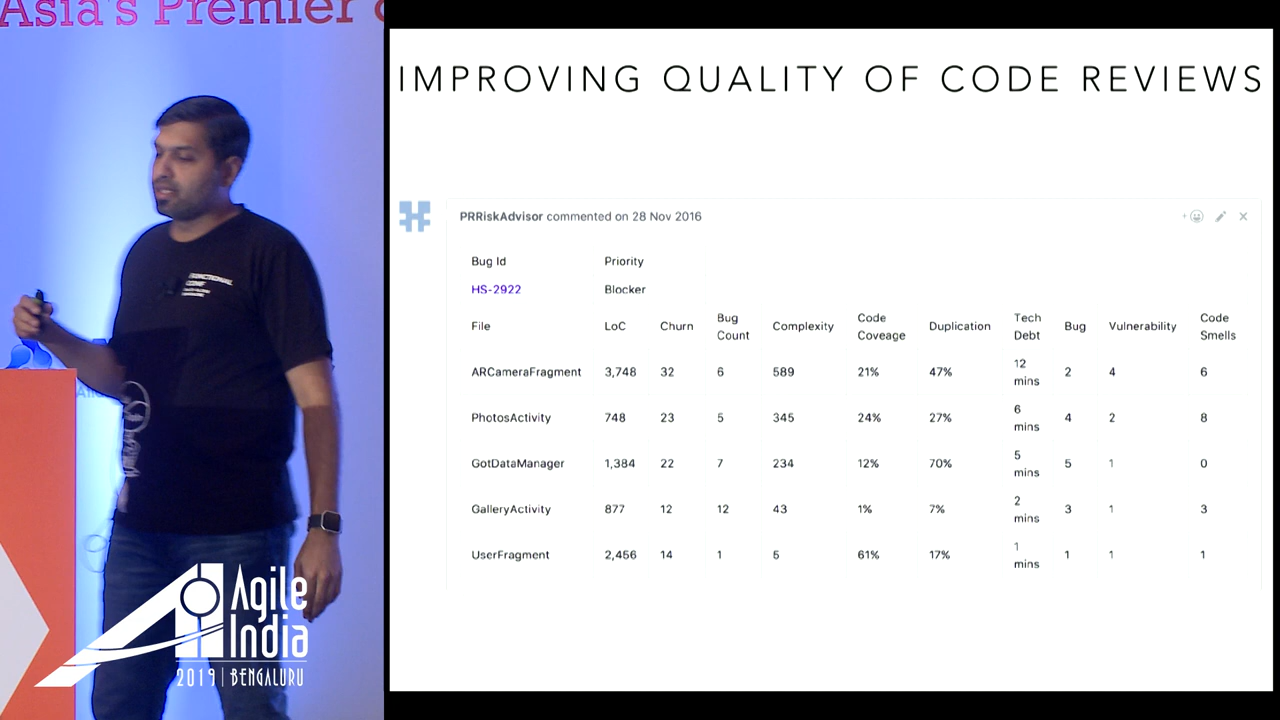 Asia's Premier
IMPROVING QUALITY OF CODE REVIEWS
PRRiskAdvisor commented on 28 Nov 2016
Bug Id Priority
HS-2922 Blocker
File LoC Churn Bug Count Complexity Code Coveage Duplication Tech Debt Bug Vulnerability Code Smells
ARCameraFragment 3,748 32 6 589 21% 47% 12 mins 2 4 6
PhotosActivity 748 23 5 345 24% 27% 6 mins 4 2 8
GotDataManager 1,384 22 7 234 12% 70% 5 mins 5 1 0
GalleryActivity 877 12 12 43 1% 7% 2 mins 3 1 3
UserFragment 2,456 14 1 5 61% 17% 1 mins 1 1 1
Agile
India
2019 | BENGALURU